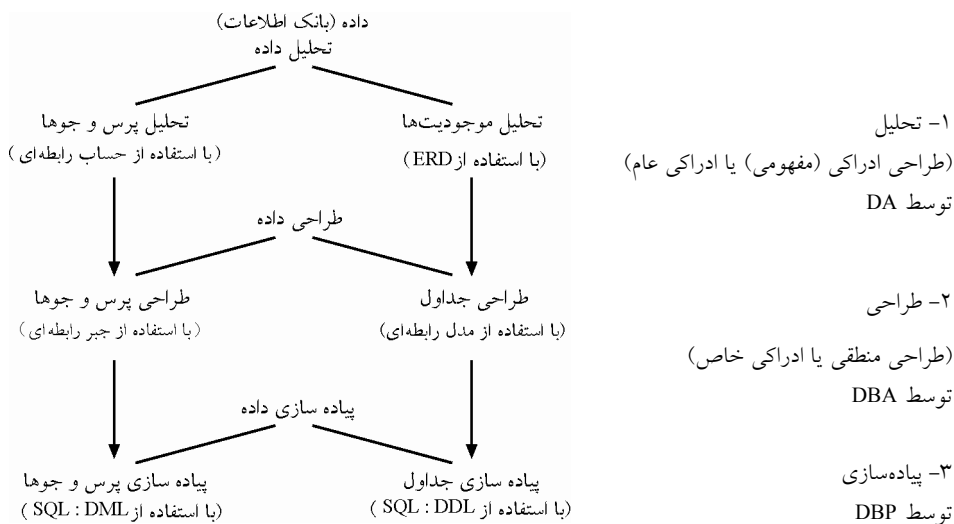 داده (بانک اطلاعات)
تحلیل داده
تحلیل موجودیت‌ها
(با استفاده از ERD)
تحلیل پرس و جوها
(با استفاده از حساب رابطه‌ای)
۱- تحلیل
(طراحی ادراکی (مفهومی) یا ادراکی عام)
توسط DA
طراحی داده
طراحی جداول
(با استفاده از مدل رابطه‌ای)
طراحی پرس و جوها
(با استفاده از جبر رابطه‌ای)
۲- طراحی
(طراحی منطقی یا ادراکی خاص)
توسط DBA
پیاده سازی داده
پیاده سازی جداول
(با استفاده از SQL : DDL)
پیاده سازی پرس و جوها
(با استفاده از SQL : DML)
۳- پیاده‌سازی
توسط DBP